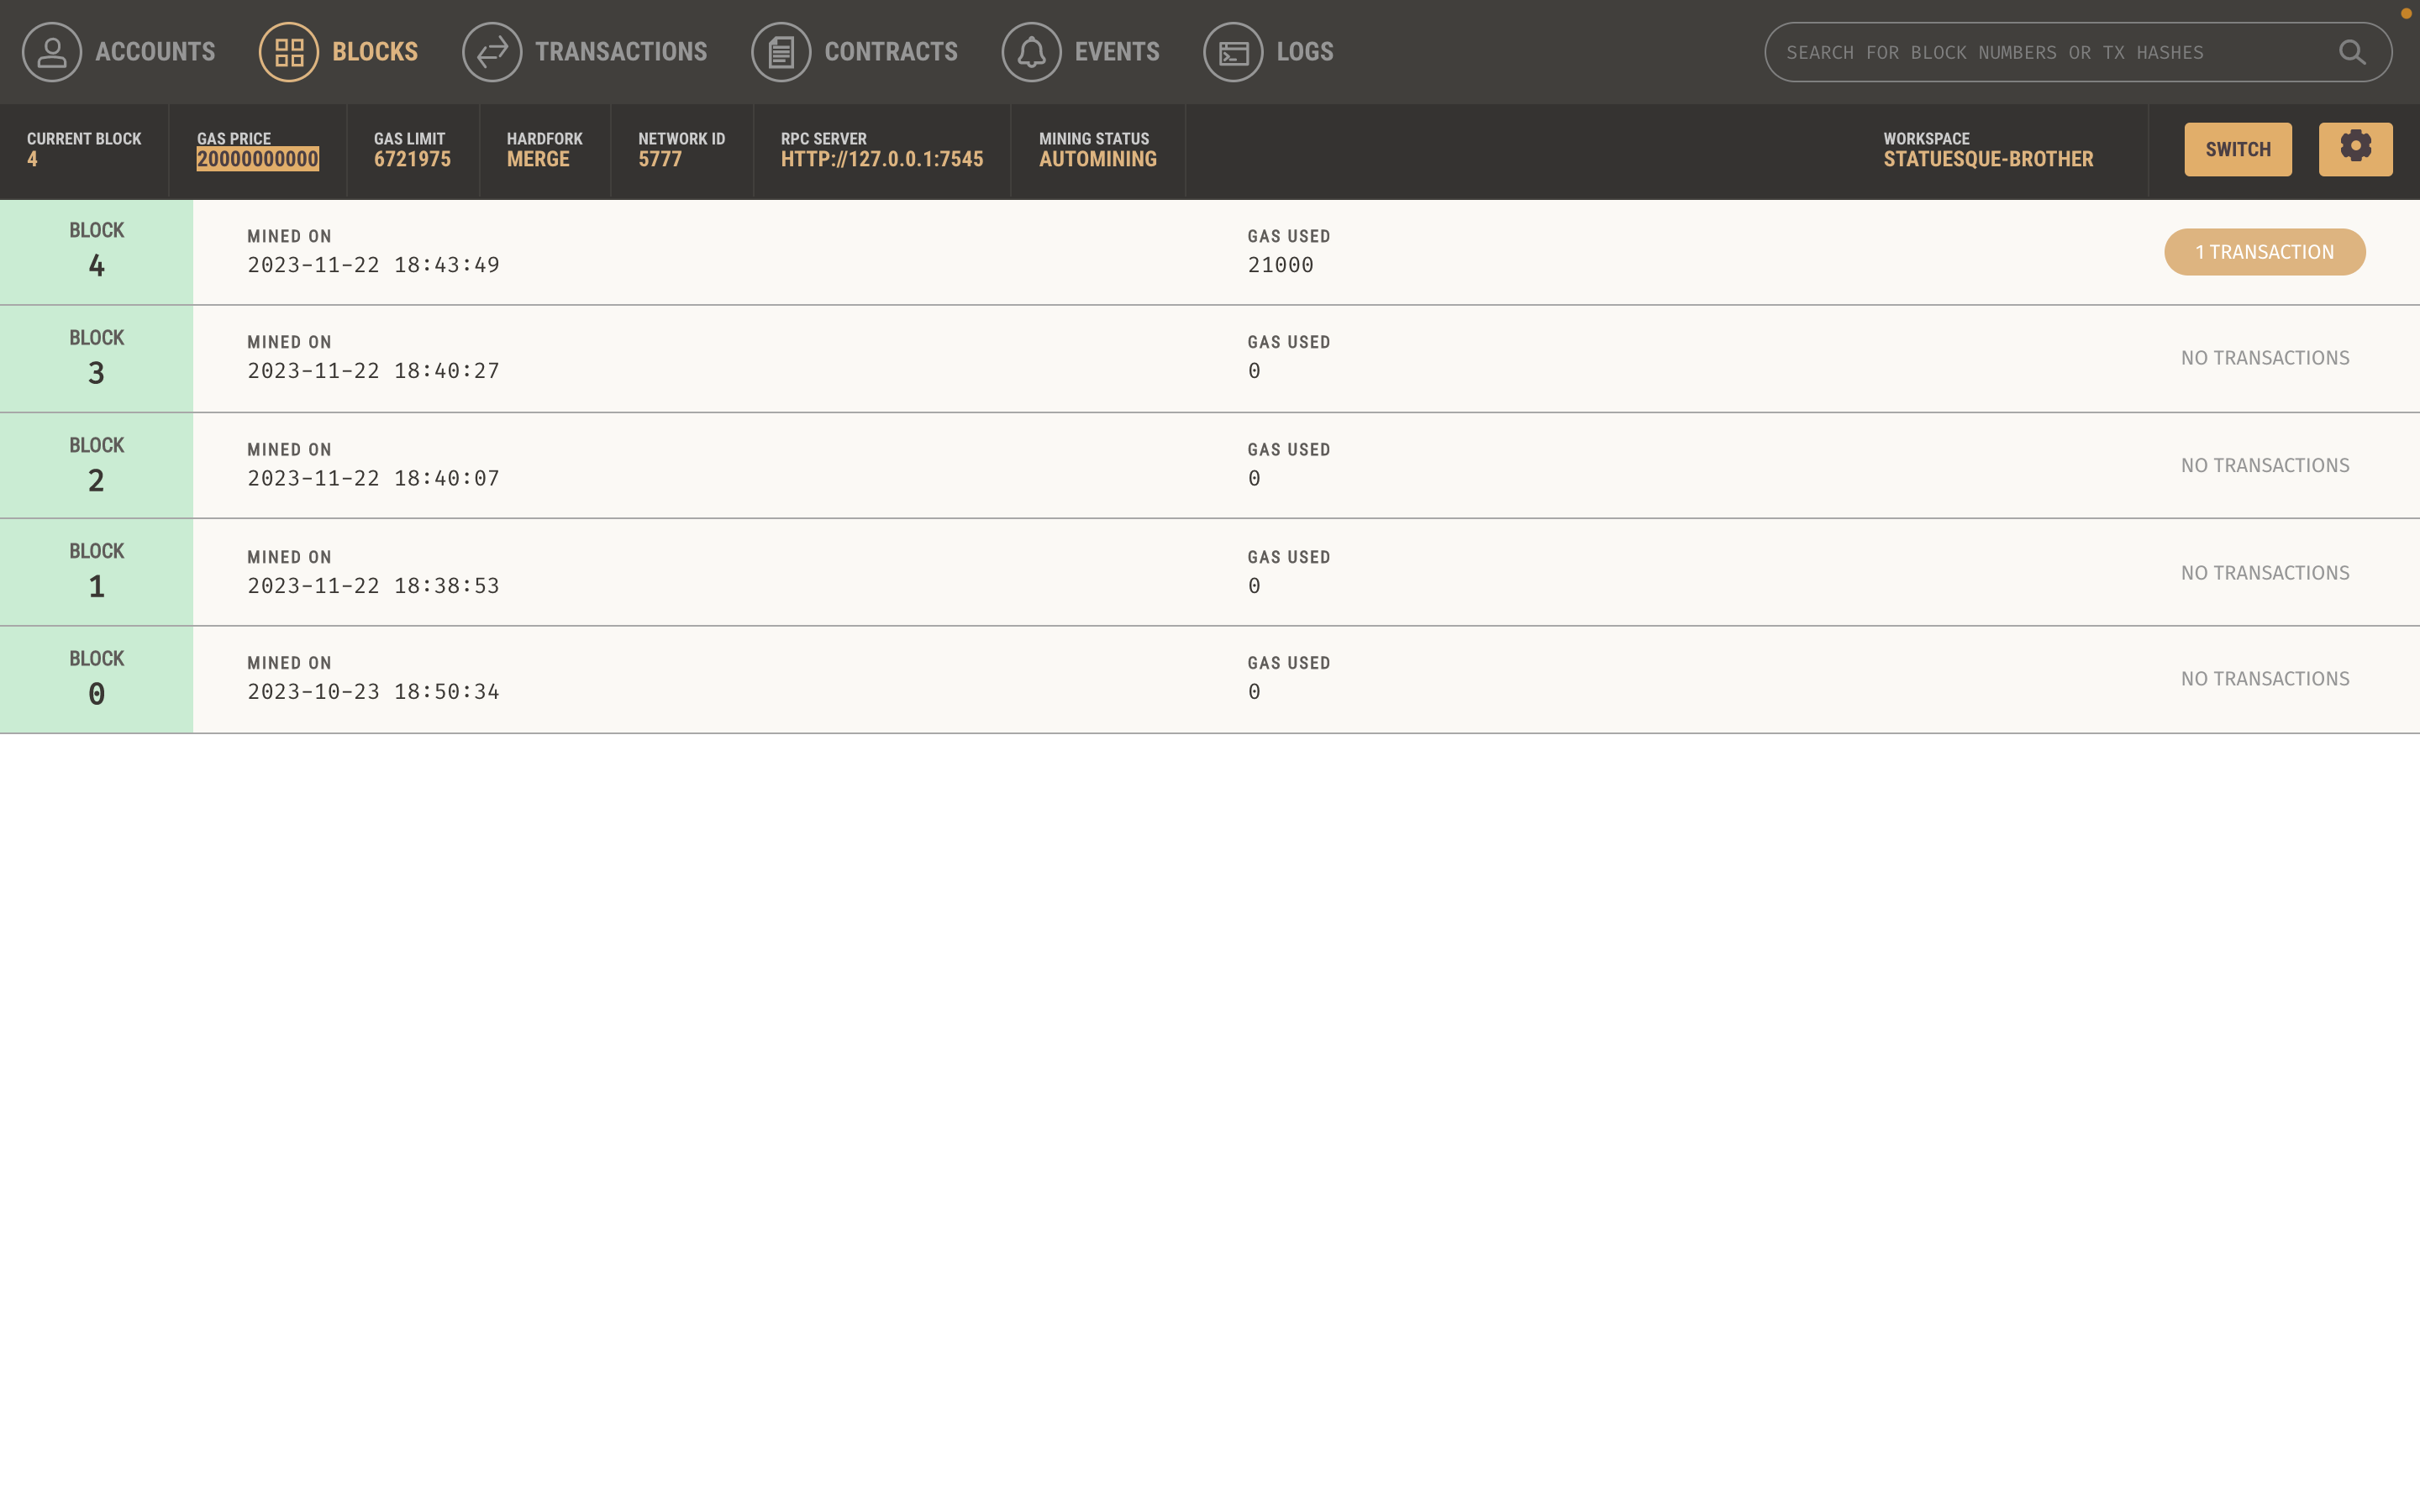 ACCOUNTS BLOCKS TRANSACTIONS CONTRACTS EVENTS LOGS SEARCH FOR BLOCK NUMBERS OR TX HASHES
CURRENT BLOCK GAS PRICE GAS LIMIT HARDFORK NETWORK ID RPC SERVER MINING STATUS WORKSPACE
4 20000000000 6721975 MERGE 5777 HTTP://127.0.0.1:7545 AUTOMINING STATUESQUE-BROTHER SWITCH
BLOCK MINED ON GAS USED
4 2023-11-22 18:43:49 21000 1 TRANSACTION
BLOCK MINED ON GAS USED
3 2023-11-22 18:40:27 0 NO TRANSACTIONS
BLOCK MINED ON GAS USED
2 2023-11-22 18:40:07 0 NO TRANSACTIONS
BLOCK MINED ON GAS USED
1 2023-11-22 18:38:53 0 NO TRANSACTIONS
BLOCK MINED ON GAS USED
0 2023-10-23 18:50:34 0 NO TRANSACTIONS